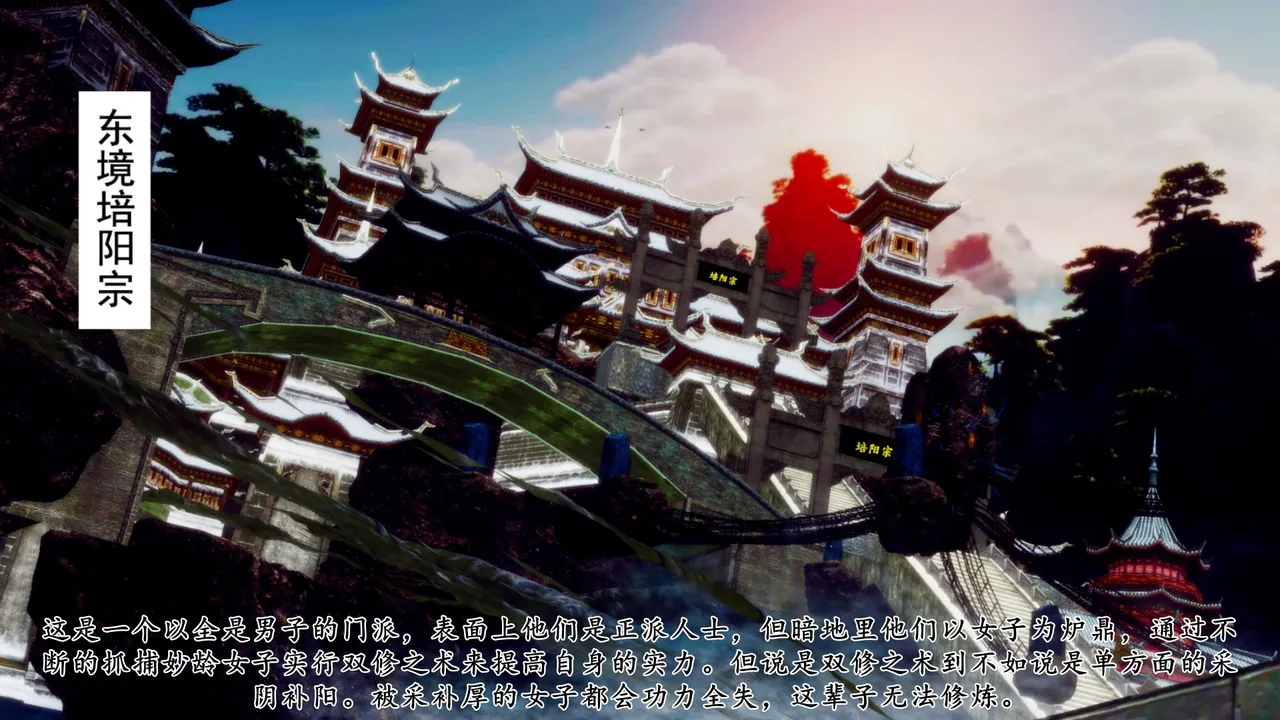 东境培阳宗
培阳宗
培阳宗
这是一个以全是男子的门派，表面上他们是正派人士，但暗地里他们以女子为炉鼎，通过不
断的抓捕妙龄女子实行双修之术来提高自身的实力。但说是双修之术到不如说是单方面的采
阴补阳。被采补厚的女子都会功力全失，这辈子无法修炼。